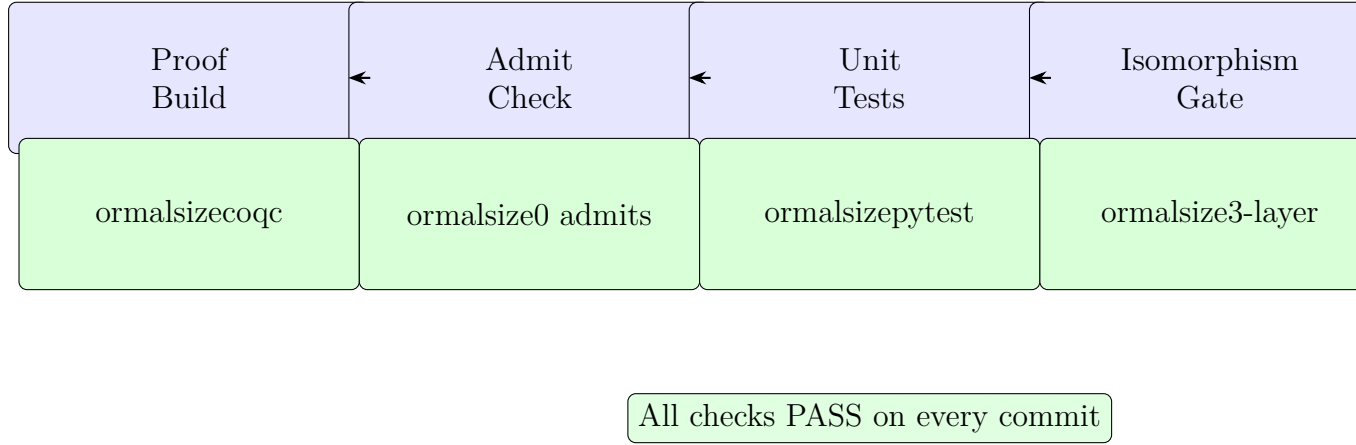 Proof
Build
Admit
Check
Unit
Tests
Isomorphism
Gate
ormalsizecoqc
ormalsize0 admits
ormalsizepytest
ormalsize3-layer
All checks PASS on every commit